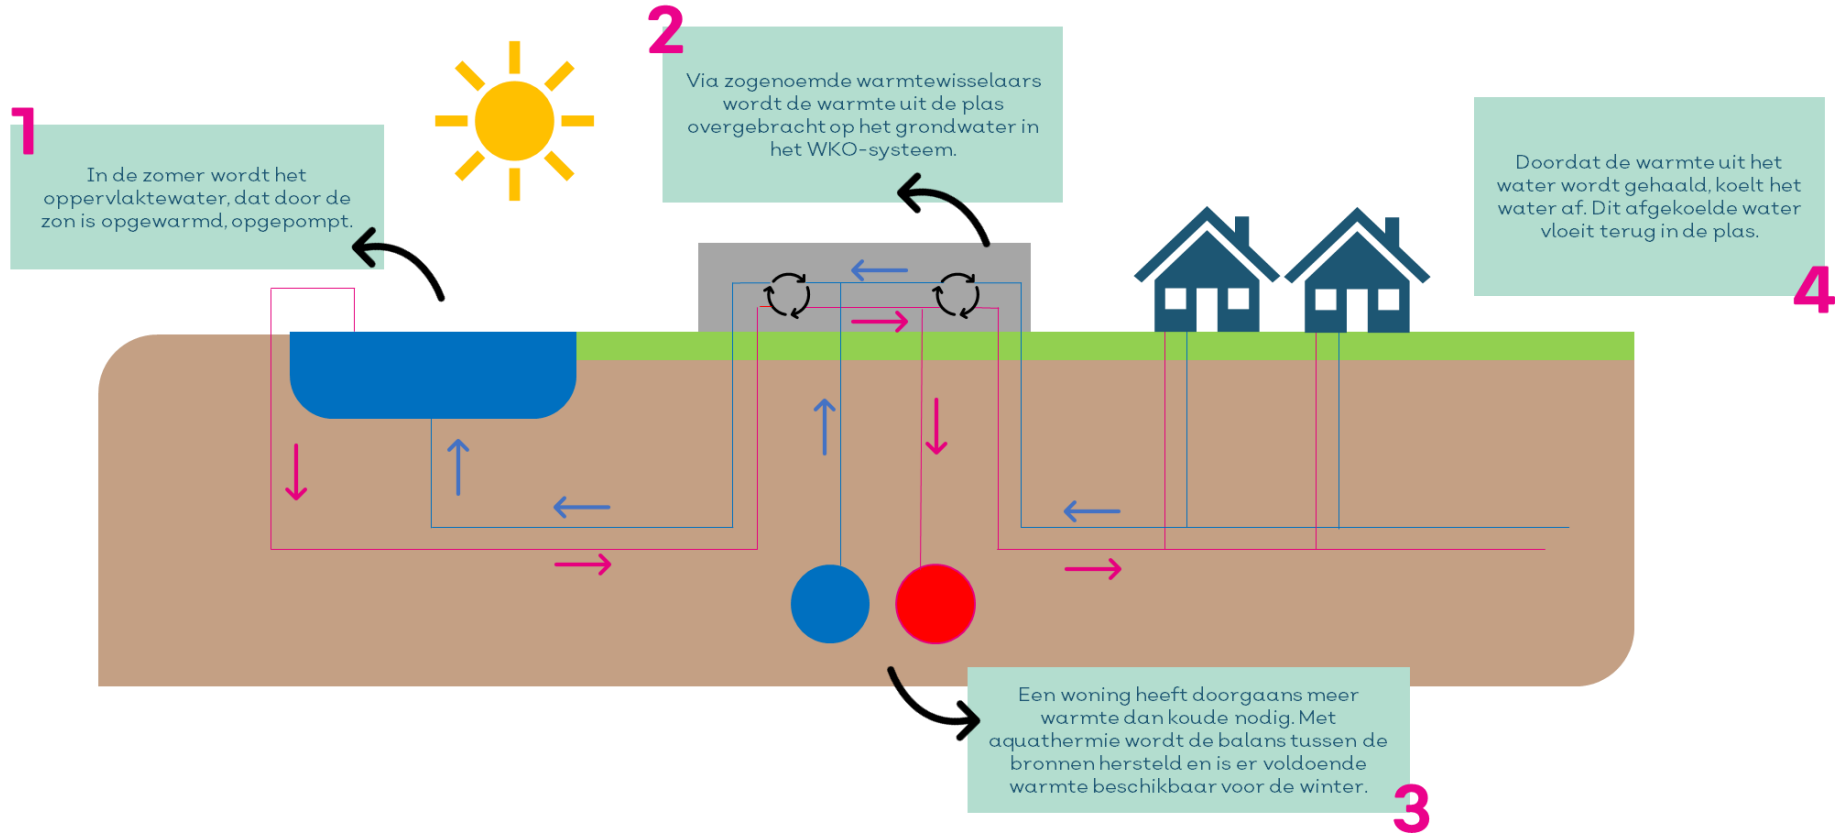 1
In de zomer wordt het
oppervlaktewater, dat door de
zon is opgewarmd, opgepompt.
2
Via zogenoemde warmtewisselaars
wordt de warmte uit de plas
overgebracht op het grondwater in
het WKO-systeem.
Een woning heeft doorgaans meer
warmte dan koude nodig. Met
aquathermie wordt de balans tussen de
bronnen hersteld en is er voldoende
warmte beschikbaar voor de winter.
3
Doordat de warmte uit het
water wordt gehaald, koelt het
water af. Dit afgekoelde water
vloeit terug in de plas.
4